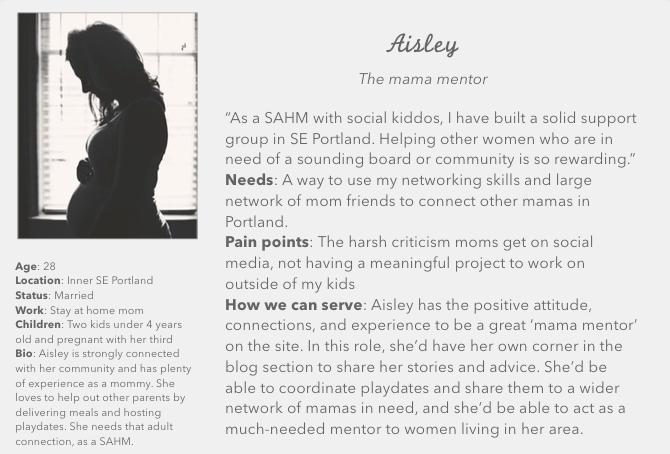 Aisley
The mama mentor
“As a SAHM with social kiddos, I have built a solid support
group in SE Portland. Helping other women who are in
need of a sounding board or community is so rewarding.”
Needs: A way to use my networking skills and large
network of mom friends to connect other mamas in
Portland.
Pain points: The harsh criticism moms get on social
media, not having a meaningful project to work on
outside of my kids
How we can serve: Aisley has the positive attitude,
connections, and experience to be a great ‘mama mentor’
on the site. In this role, she’d have her own corner in the
blog section to share her stories and advice. She’d be
able to coordinate playdates and share them to a wider
network of mamas in need, and she’d be able to act as a
much-needed mentor to women living in her area.
Age: 28
Location: Inner SE Portland
Status: Married
Work: Stay at home mom
Children: Two kids under 4 years
old and pregnant with her third
Bio: Aisley is strongly connected
with her community and has plenty
of experience as a mommy. She
loves to help out other parents by
delivering meals and hosting
playdates. She needs that adult
connection, as a SAHM.